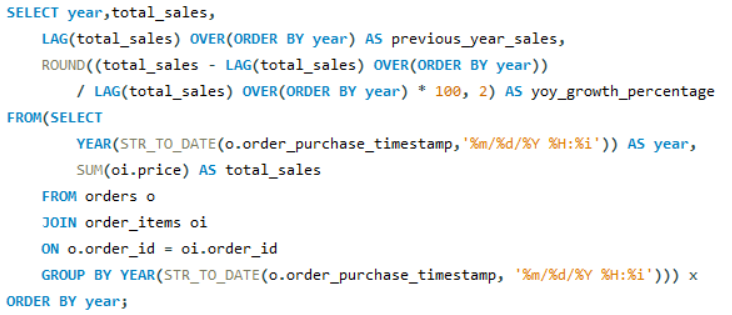 SELECT year,total_sales,
LAG(total_sales) OVER(ORDER BY year) AS previous_year_sales,
ROUND((total_sales - LAG(total_sales) OVER(ORDER BY year))
/ LAG(total_sales) OVER(ORDER BY year) * 100, 2) AS yoy_growth_percentage
FROM(SELECT
YEAR(STR_TO_DATE(o.order_purchase_timestamp,'%m/%d/%Y %H:%i')) AS year,
SUM(oi.price) AS total_sales
FROM orders o
JOIN order_items oi
ON o.order_id = oi.order_id
GROUP BY YEAR(STR_TO_DATE(o.order_purchase_timestamp, '%m/%d/%Y %H:%i'))) x
ORDER BY year;